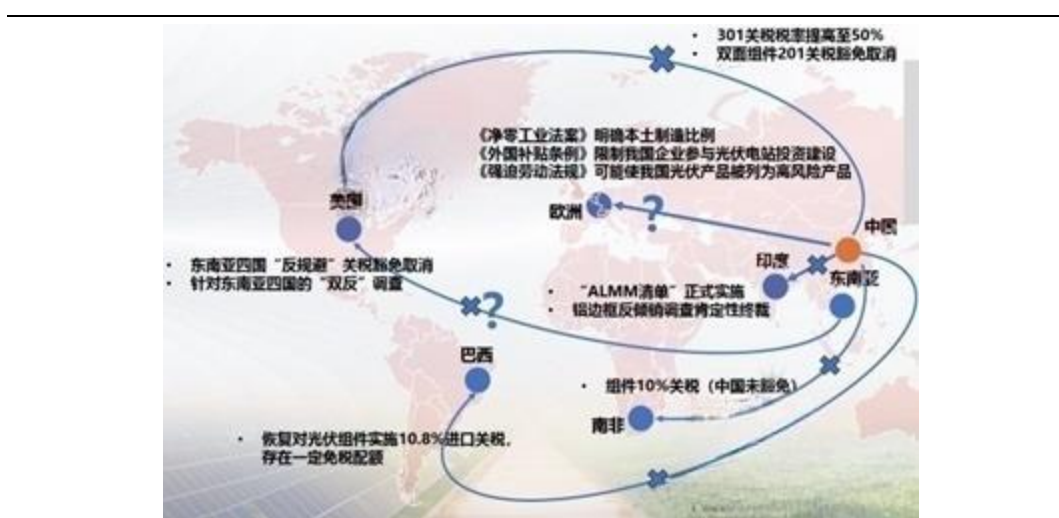 • 301关税税率提高至50%
• 双面组件201关税豁免取消
《净零工业法案》明确本土制造比例
《外国补贴条例》限制我国企业参与光伏电站投资建设
《强迫劳动法规》可能使我国光伏产品被列为高风险产品
美国
欧洲
?
中国
印度
东南亚
• 东南亚四国“反规避”关税豁免取消
• 针对东南亚四国的“双反”调查
• “ALMM清单”正式实施
• 铝边框反倾销调查肯定性终裁
?
巴西
• 组件10%关税（中国未豁免）
南非
• 恢复对光伏组件实施10.8%进口关税，
存在一定免税配额